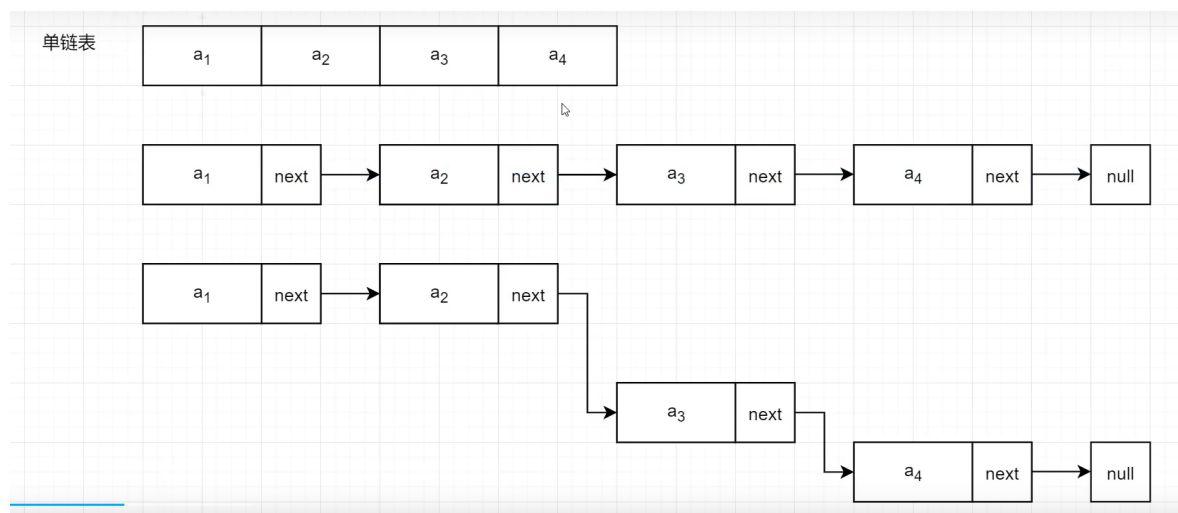 单链表
a₁ a₂ a₃ a₄
a₁ next a₂ next a₃ next a₄ next null
a₁ next a₂ next
a₃ next
a₄ next null